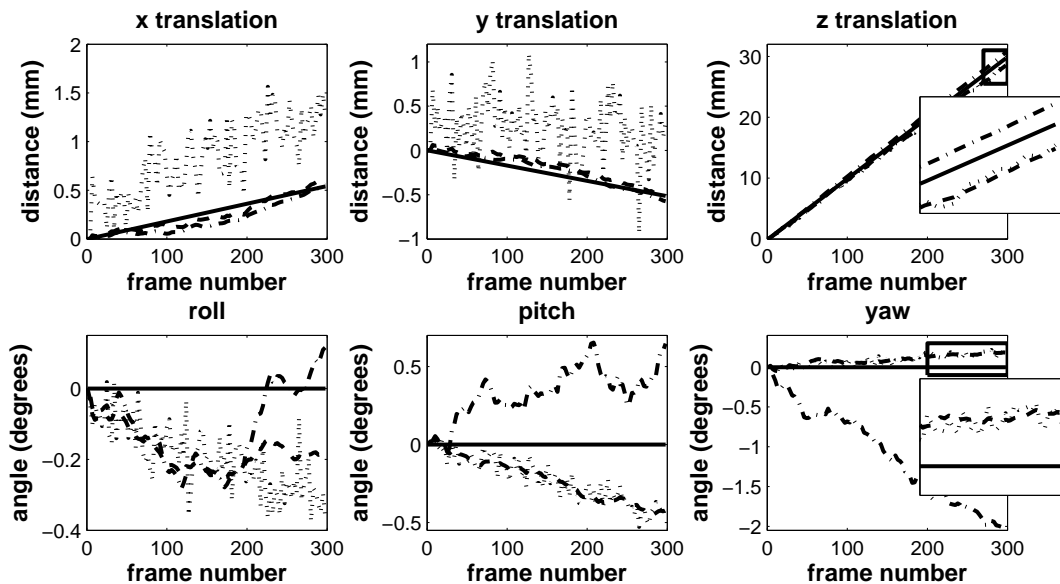 x translation
y translation
z translation
distance (mm)
2
1.5
1
0.5
0
0 100 200 300
frame number
distance (mm)
1
0.5
0
−0.5
−1
0 100 200 300
frame number
distance (mm)
30
20
10
0
0 100 200 300
frame number
roll
pitch
yaw
angle (degrees)
0
−0.2
−0.4
0 100 200 300
frame number
angle (degrees)
0.5
0
−0.5
0 100 200 300
frame number
angle (degrees)
0
−0.5
−1
−1.5
−2
0 100 200 300
frame number